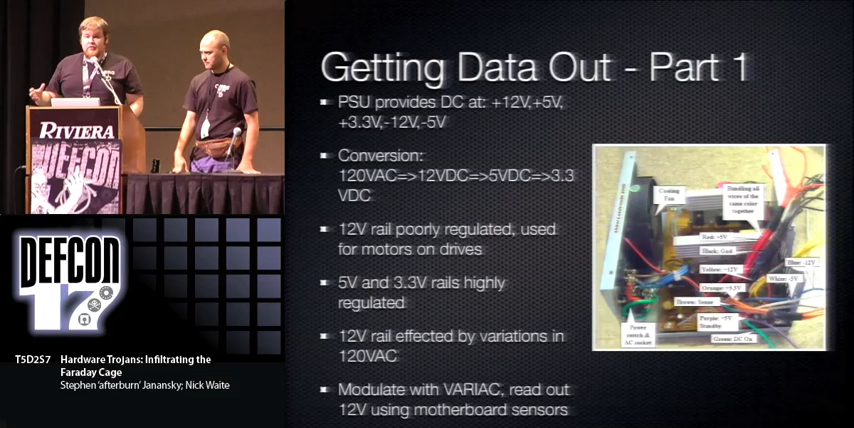 RIVIERA
DEFCON
DEFCON
17
T5D2S7 Hardware Trojans: Infiltrating the
Faraday Cage
Stephen 'afterburn' Janansky; Nick Waite
Getting Data Out - Part 1
PSU provides DC at: +12V,+5V,
+3.3V,-12V,-5V
Conversion:
120VAC=>12VDC=>5VDC=>3.3
VDC
12V rail poorly regulated, used
for motors on drives
5V and 3.3V rails highly
regulated
12V rail effected by variations in
120VAC
Modulate with VARIAC, read out
12V using motherboard sensors
Cooling
Fan
Bundling all
wires of the
same color
together
Red: +5V
Black: Gnd
Yellow: +12V
Blue: -12V
White: -5V
Orange: +3.3V
Brown: Sense
Purple: +5V
Standby
Green: DC On
Power
switch &
AC socket